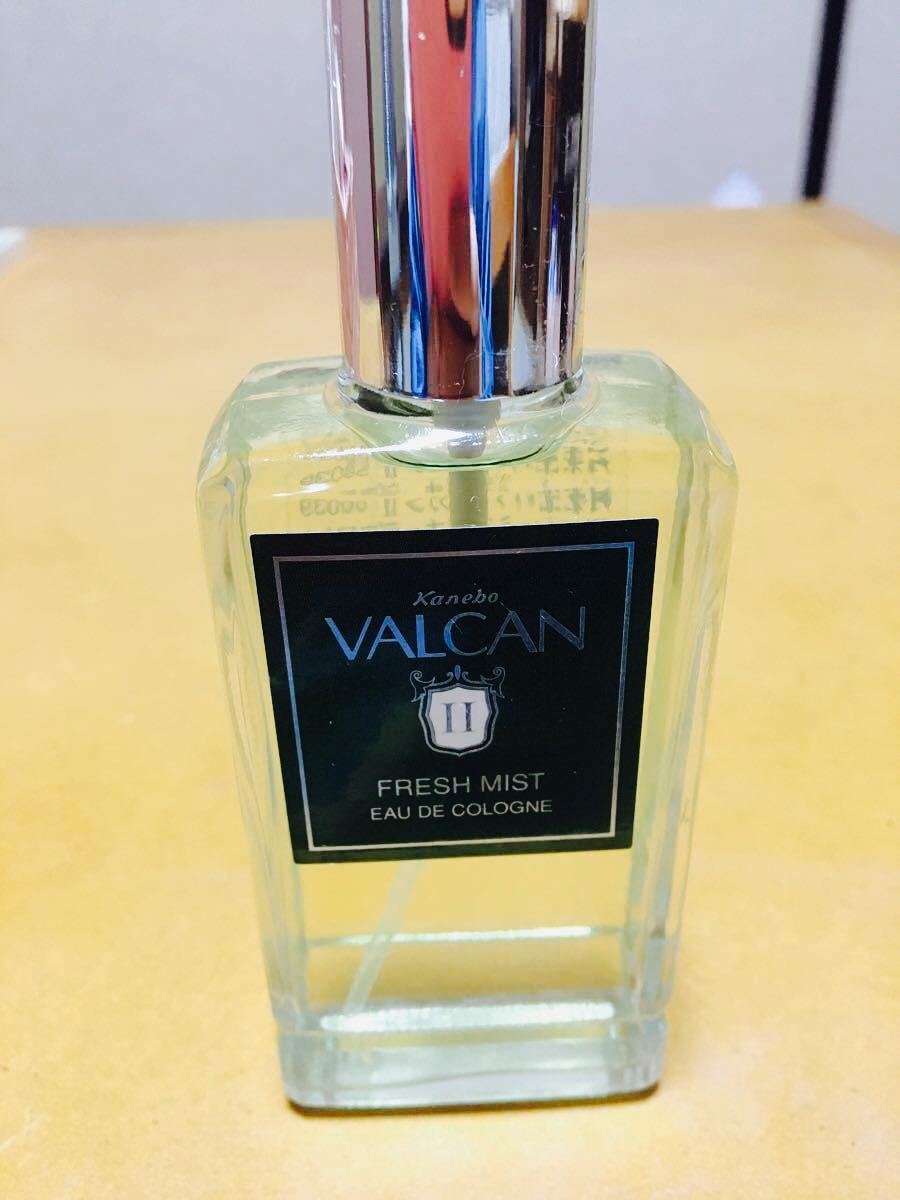 Kanebo
VALCAN
II
FRESH MIST
EAU DE COLOGNE